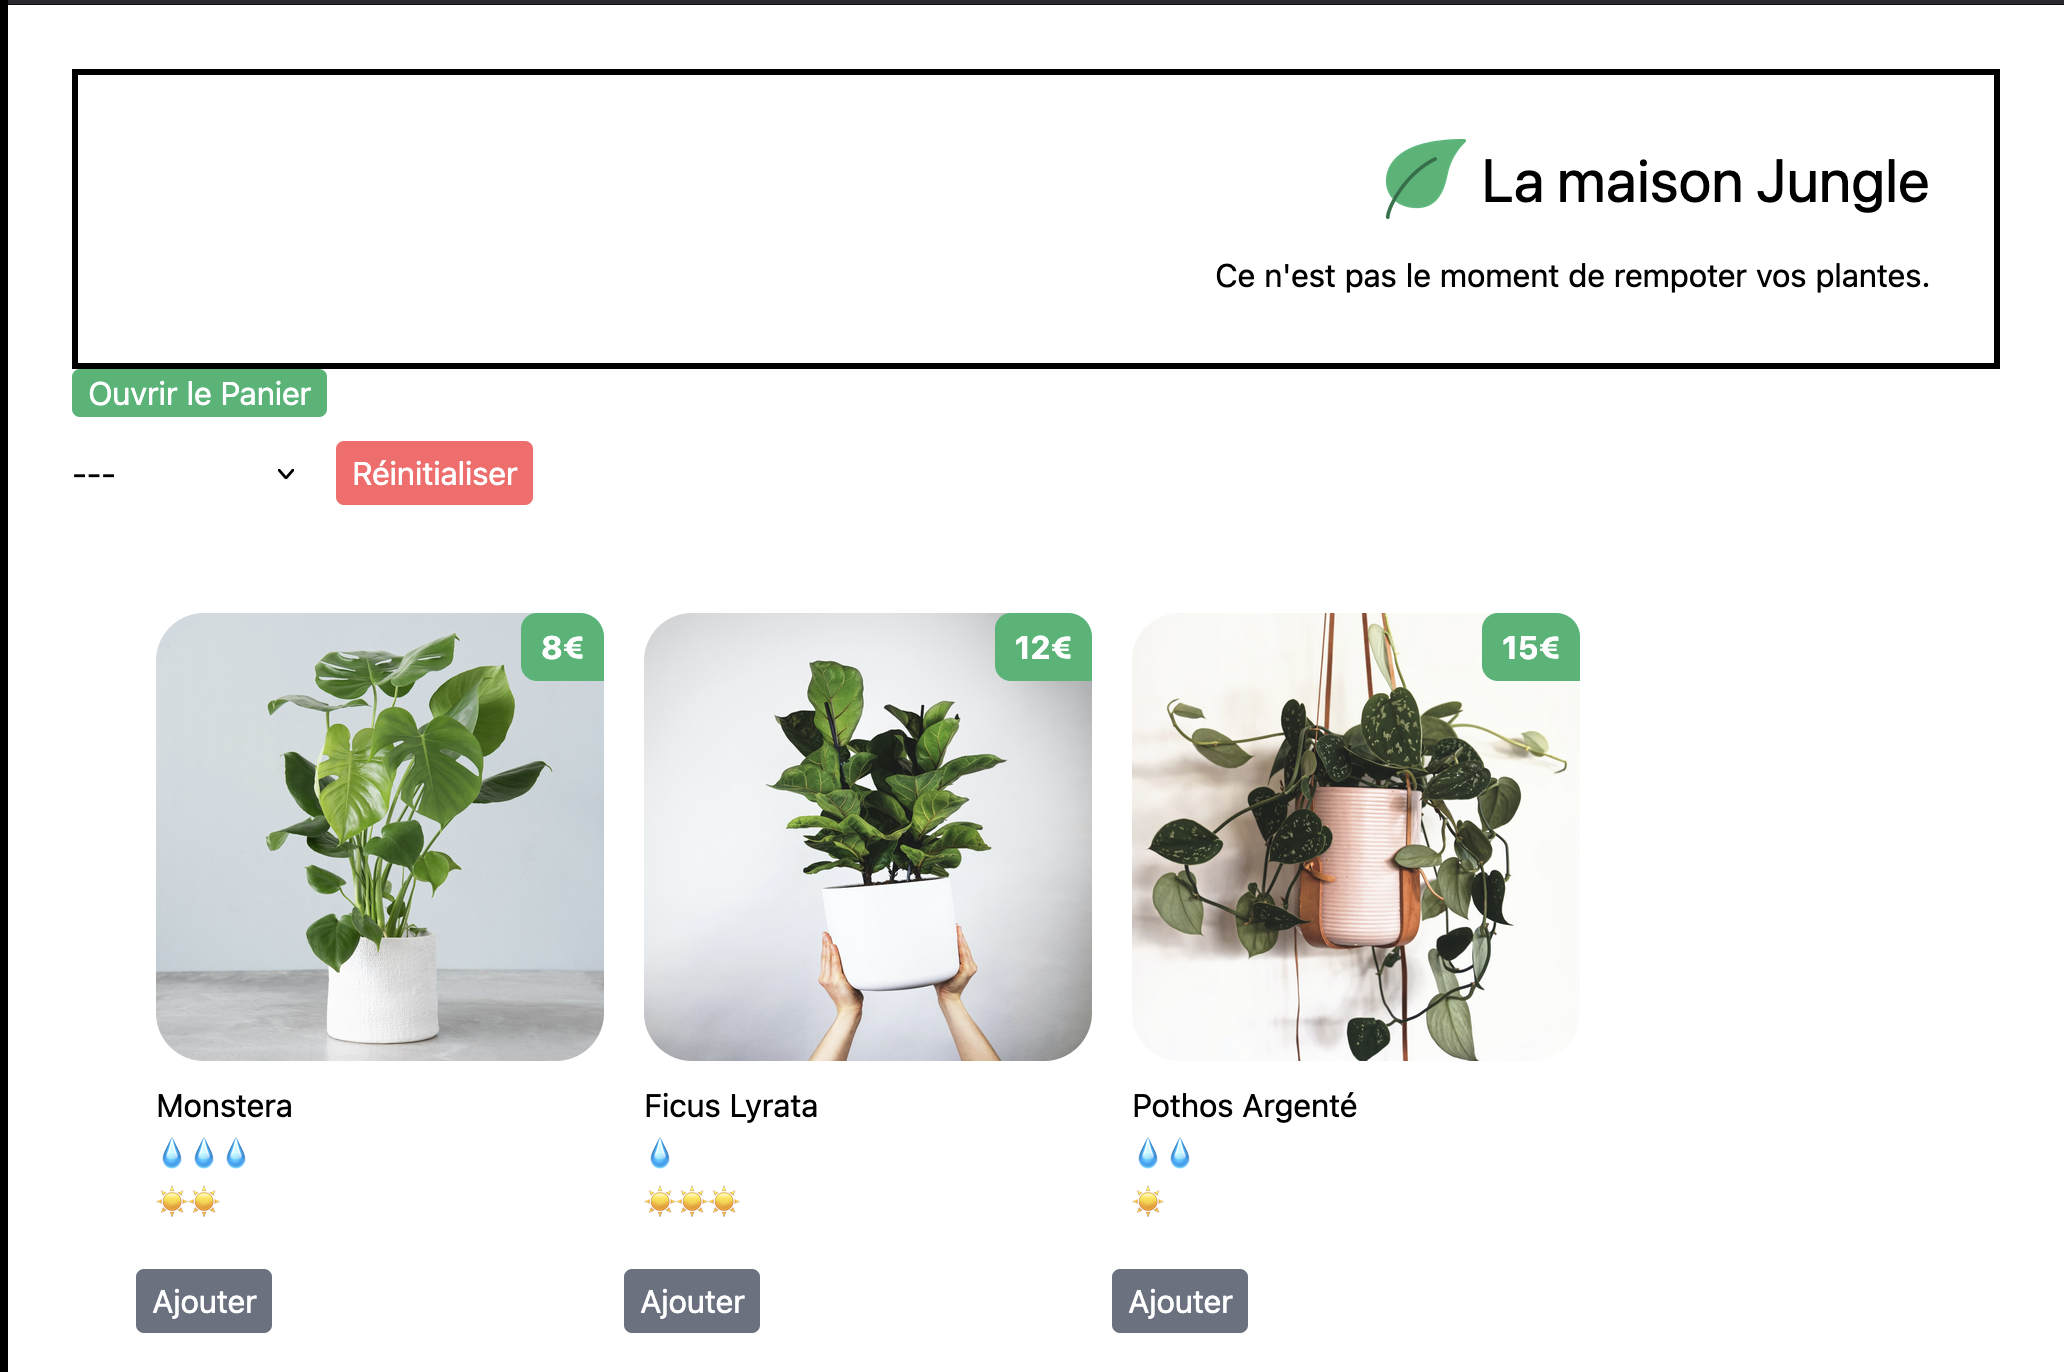 La maison Jungle
Ce n'est pas le moment de rempoter vos plantes.
Ouvrir le Panier
---
Réinitialiser
8€
12€
15€
Monstera
Ficus Lyrata
Pothos Argenté
Ajouter
Ajouter
Ajouter